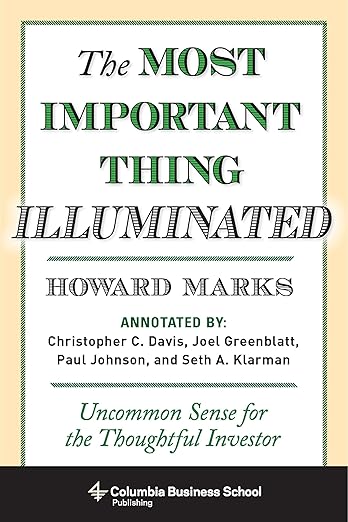 The MOST
IMPORTANT
THING
ILLUMINATED
HOWARD MARKS
ANNOTATED BY:
Christopher C. Davis, Joel Greenblatt,
Paul Johnson, and Seth A. Klarman
Uncommon Sense for
the Thoughtful Investor
Columbia Business School
Publishing